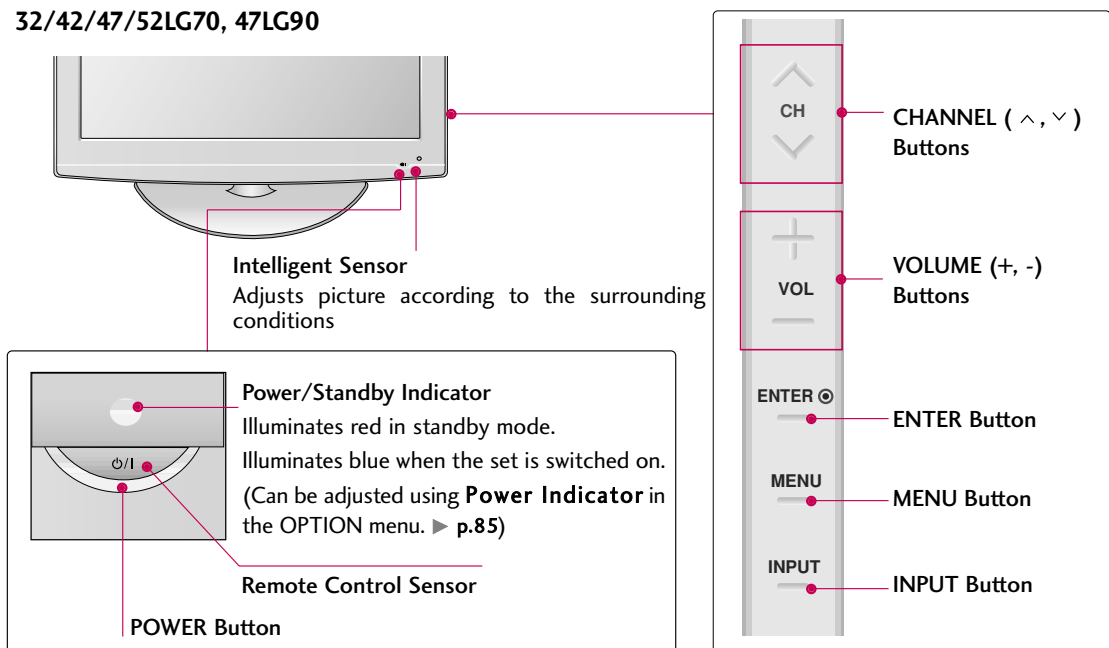 32/42/47/52LG70, 47LG90
Intelligent Sensor
Adjusts picture according to the surrounding
conditions
Power/Standby Indicator
Illuminates red in standby mode.
Illuminates blue when the set is switched on.
(Can be adjusted using Power Indicator in
the OPTION menu. ▶ p.85)
⏻/I
Remote Control Sensor
POWER Button
CH
CHANNEL ( ∧, ∨ )
Buttons
VOL
VOLUME (+, -)
Buttons
ENTER ⦿
ENTER Button
MENU
MENU Button
INPUT
INPUT Button